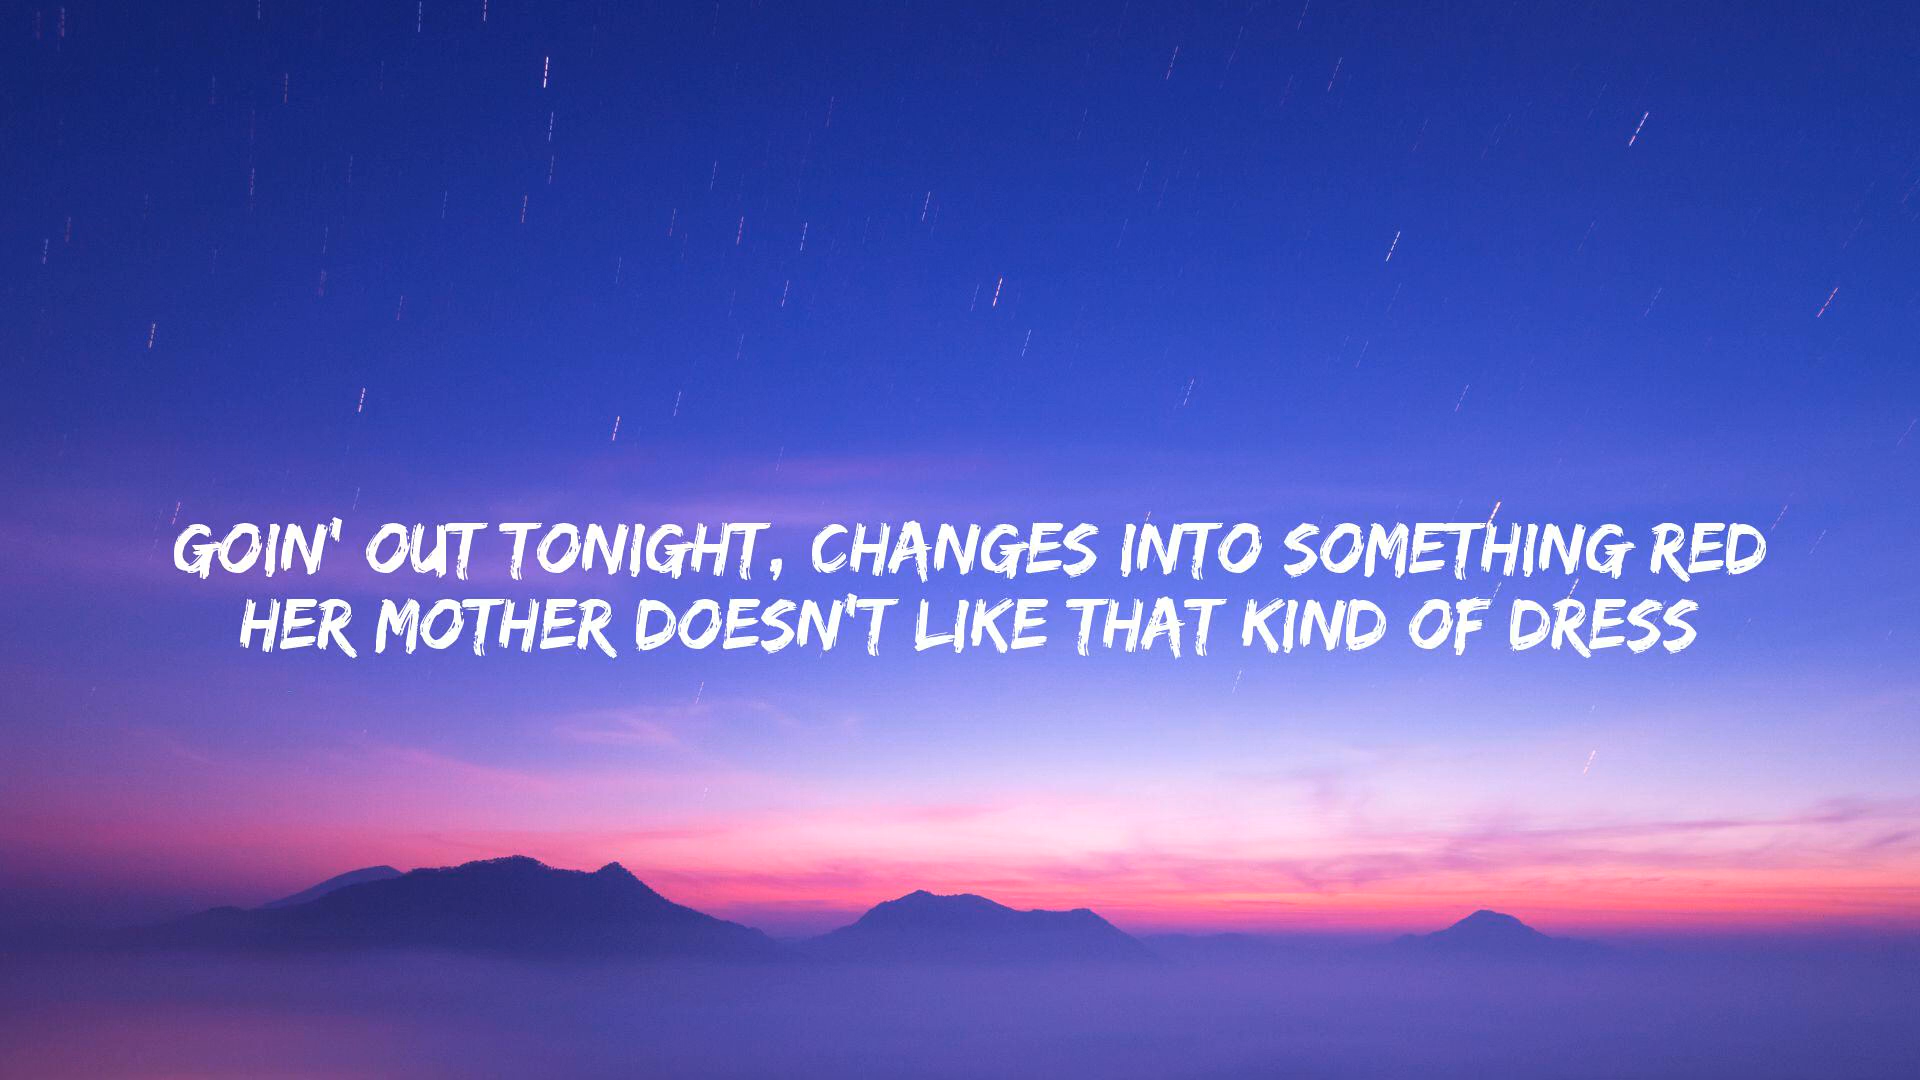 GOIN' OUT TONIGHT, CHANGES INTO SOMETHING RED
HER MOTHER DOESN'T LIKE THAT KIND OF DRESS